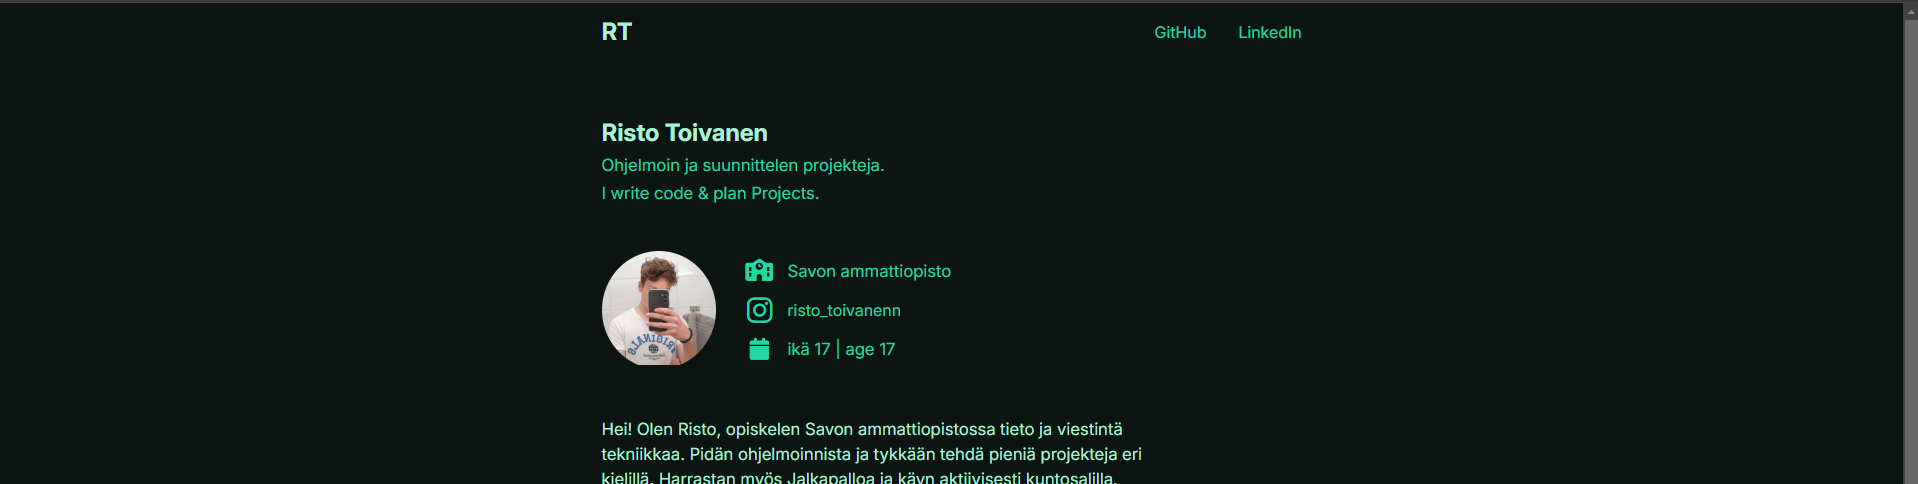 RT
GitHub LinkedIn
Risto Toivanen
Ohjelmoin ja suunnittelen projekteja.
I write code & plan Projects.
Savon ammattiopisto
risto_toivanenn
ikä 17 | age 17
ORIGINALS
Hei! Olen Risto, opiskelen Savon ammattiopistossa tieto ja viestintä
tekniikkaa. Pidän ohjelmoinnista ja tykkään tehdä pieniä projekteja eri
kielillä. Harrastan myös Jalkapalloa ja käyn aktiivisesti kuntosalilla.